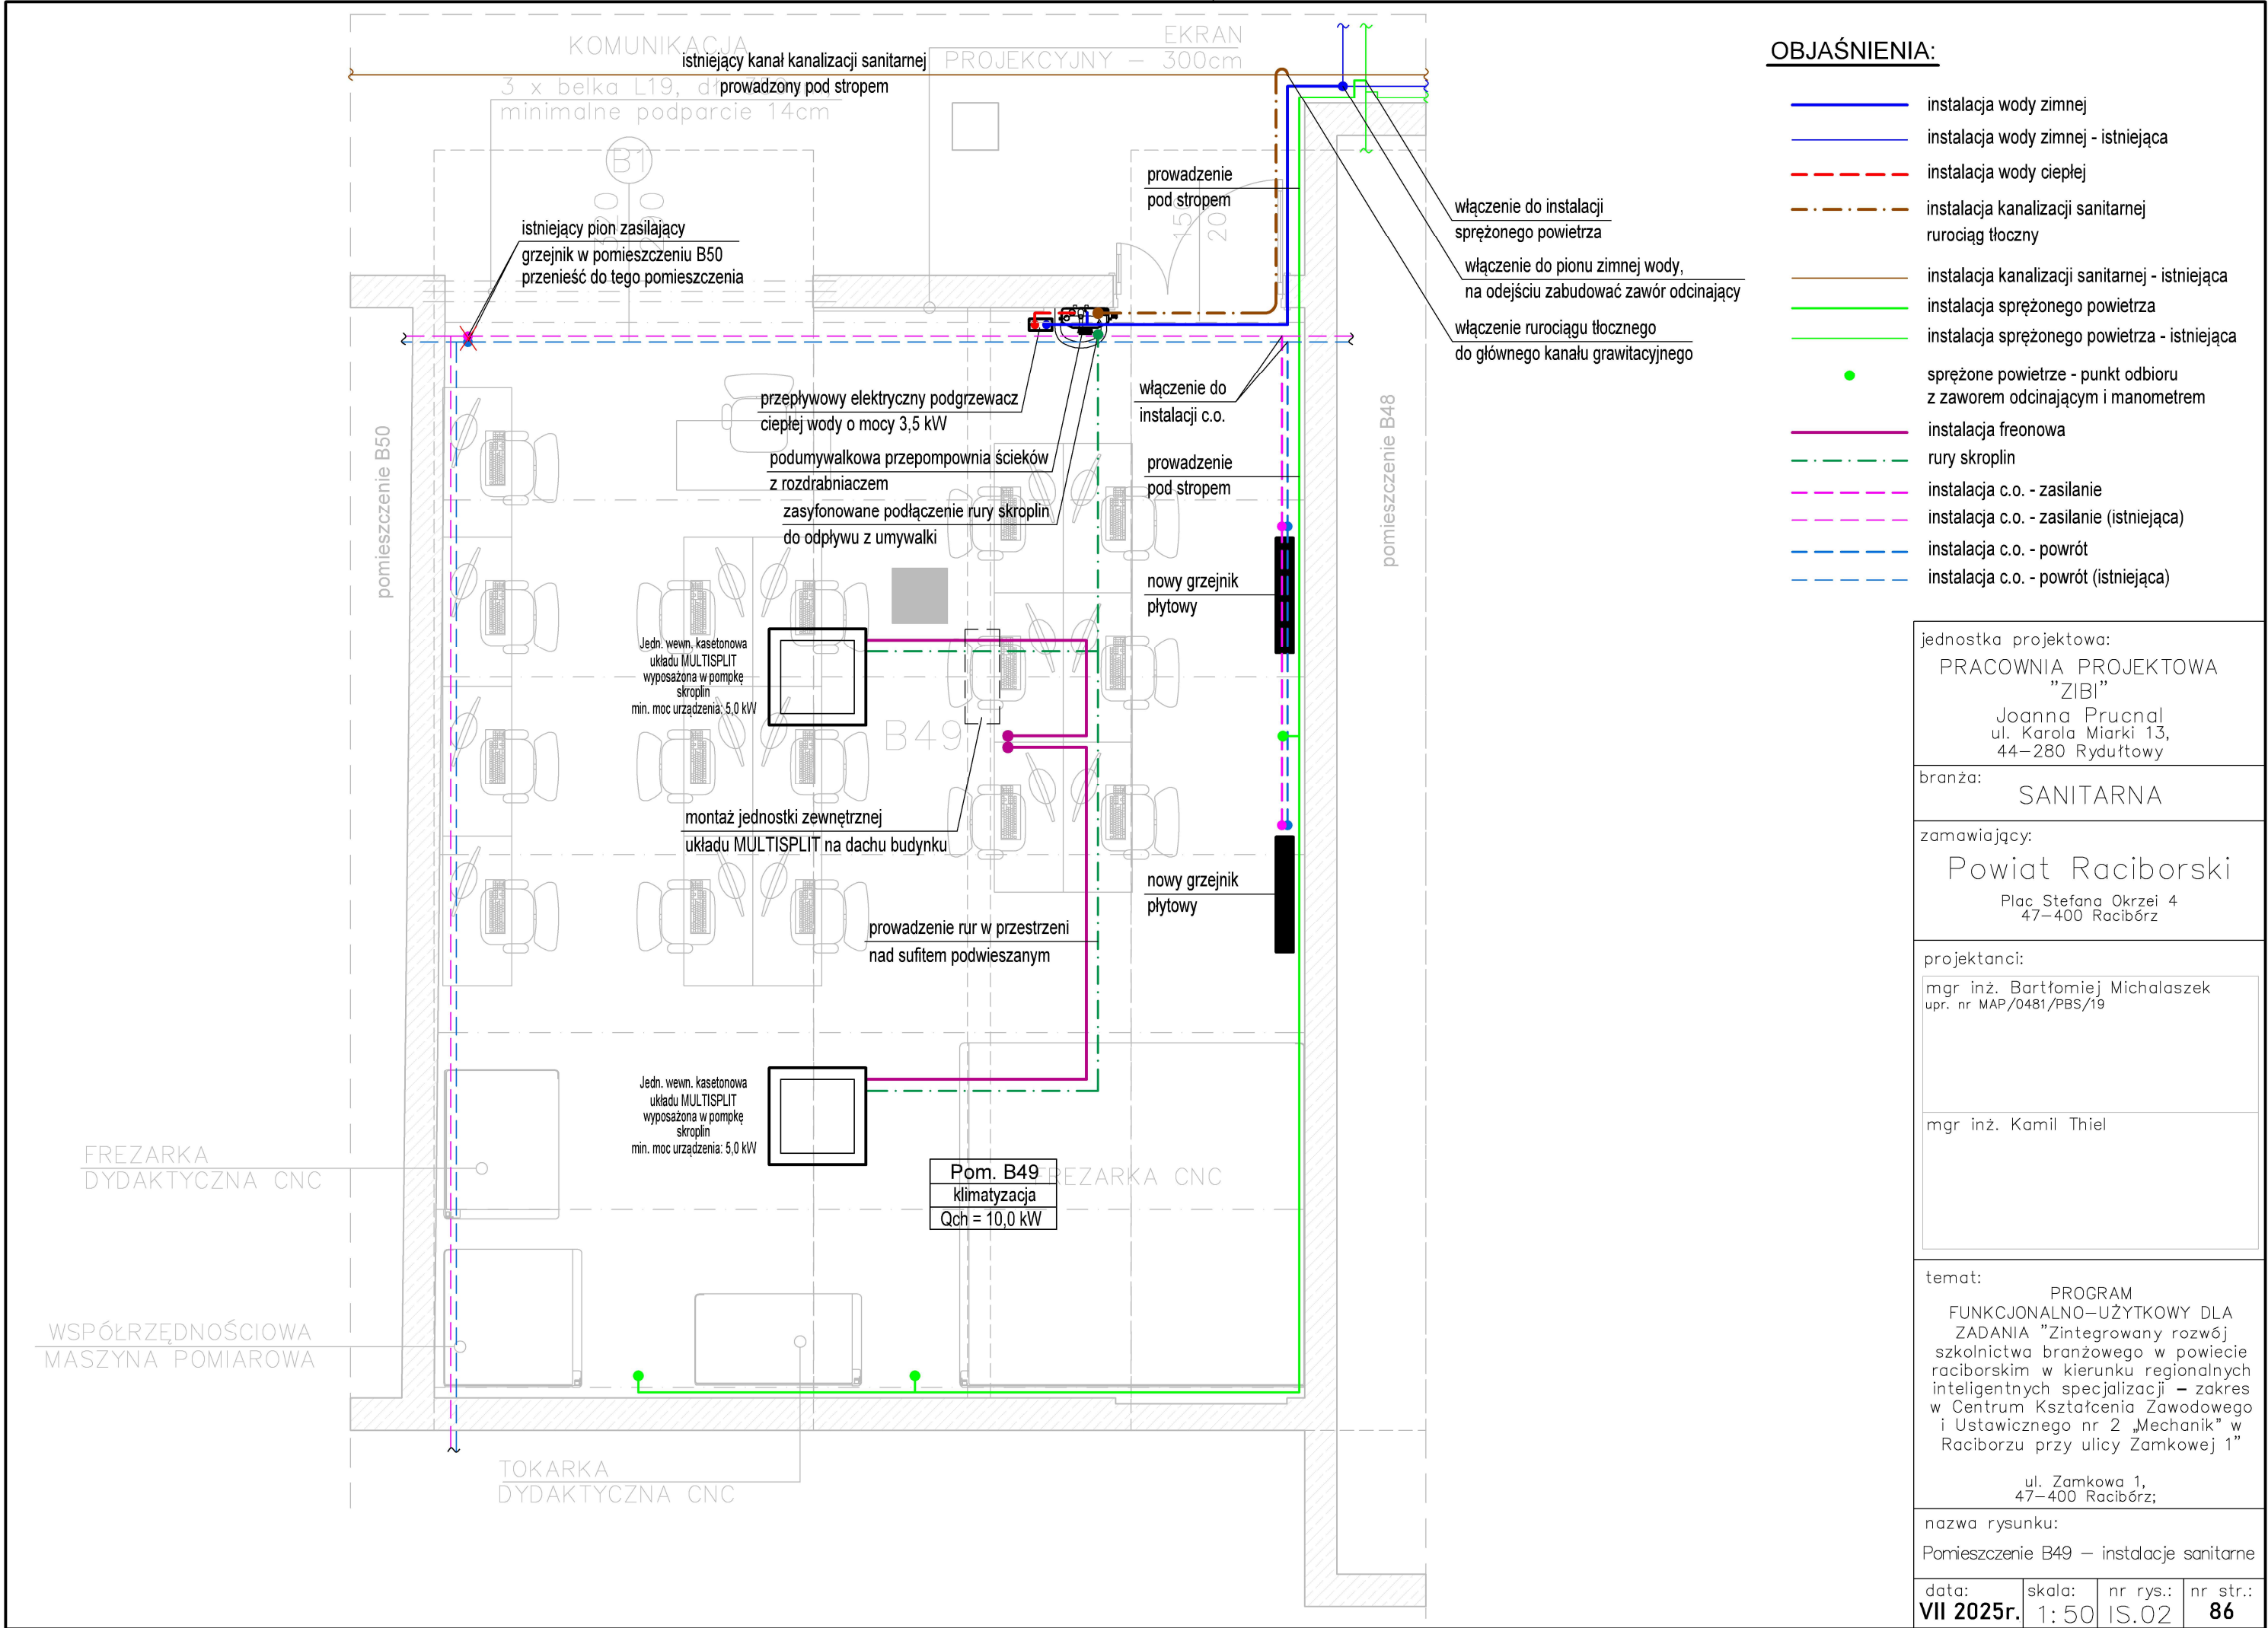 KOMUNIKACJA
istniejący kanał kanalizacji sanitarnej
prowadzony pod stropem
EKRAN
PROJEKCYJNY – 300cm
3 x belka L19, dł.
minimalne podparcie 14cm
B1
320
290
150
20
istniejący pion zasilający
grzejnik w pomieszczeniu B50
przenieść do tego pomieszczenia
prowadzenie
pod stropem
włączenie do instalacji
sprężonego powietrza
włączenie do pionu zimnej wody,
na odejściu zabudować zawór odcinający
włączenie rurociągu tłocznego
do głównego kanału grawitacyjnego
przepływowy elektryczny podgrzewacz
ciepłej wody o mocy 3,5 kW
włączenie do
instalacji c.o.
podumywalkowa przepompownia ścieków
z rozdrabniaczem
prowadzenie
pod stropem
zasyfonowane podłączenie rury skroplin
do odpływu z umywalki
pomieszczenie B50
pomieszczenie B48
nowy grzejnik
płytowy
Jedn. wewn. kasetonowa
układu MULTISPLIT
wyposażona w pompkę
skroplin
min. moc urządzenia: 5,0 kW
B49
montaż jednostki zewnętrznej
układu MULTISPLIT na dachu budynku
nowy grzejnik
płytowy
prowadzenie rur w przestrzeni
nad sufitem podwieszanym
Jedn. wewn. kasetonowa
układu MULTISPLIT
wyposażona w pompkę
skroplin
min. moc urządzenia: 5,0 kW
FREZARKA
DYDAKTYCZNA CNC
Pom. B49
klimatyzacja
Qch = 10,0 kW
FREZARKA CNC
WSPÓŁRZĘDNOŚCIOWA
MASZYNA POMIAROWA
TOKARKA
DYDAKTYCZNA CNC
OBJAŚNIENIA:
instalacja wody zimnej
instalacja wody zimnej - istniejąca
instalacja wody ciepłej
instalacja kanalizacji sanitarnej
rurociąg tłoczny
instalacja kanalizacji sanitarnej - istniejąca
instalacja sprężonego powietrza
instalacja sprężonego powietrza - istniejąca
sprężone powietrze - punkt odbioru
z zaworem odcinającym i manometrem
instalacja freonowa
rury skroplin
instalacja c.o. - zasilanie
instalacja c.o. - zasilanie (istniejąca)
instalacja c.o. - powrót
instalacja c.o. - powrót (istniejąca)
jednostka projektowa:
PRACOWNIA PROJEKTOWA
"ZIBI"
Joanna Prucnal
ul. Karola Miarki 13,
44–280 Rydułtowy
branża:
SANITARNA
zamawiający:
Powiat Raciborski
Plac Stefana Okrzei 4
47–400 Racibórz
projektanci:
mgr inż. Bartłomiej Michalaszek
upr. nr MAP/0481/PBS/19
mgr inż. Kamil Thiel
temat:
PROGRAM
FUNKCJONALNO–UŻYTKOWY DLA
ZADANIA "Zintegrowany rozwój
szkolnictwa branżowego w powiecie
raciborskim w kierunku regionalnych
inteligentnych specjalizacji – zakres
w Centrum Kształcenia Zawodowego
i Ustawicznego nr 2 „Mechanik" w
Raciborzu przy ulicy Zamkowej 1"
ul. Zamkowa 1,
47–400 Racibórz;
nazwa rysunku:
Pomieszczenie B49 – instalacje sanitarne
data:
VII 2025r.
skala:
1:50
nr rys.:
IS.02
nr str.:
86